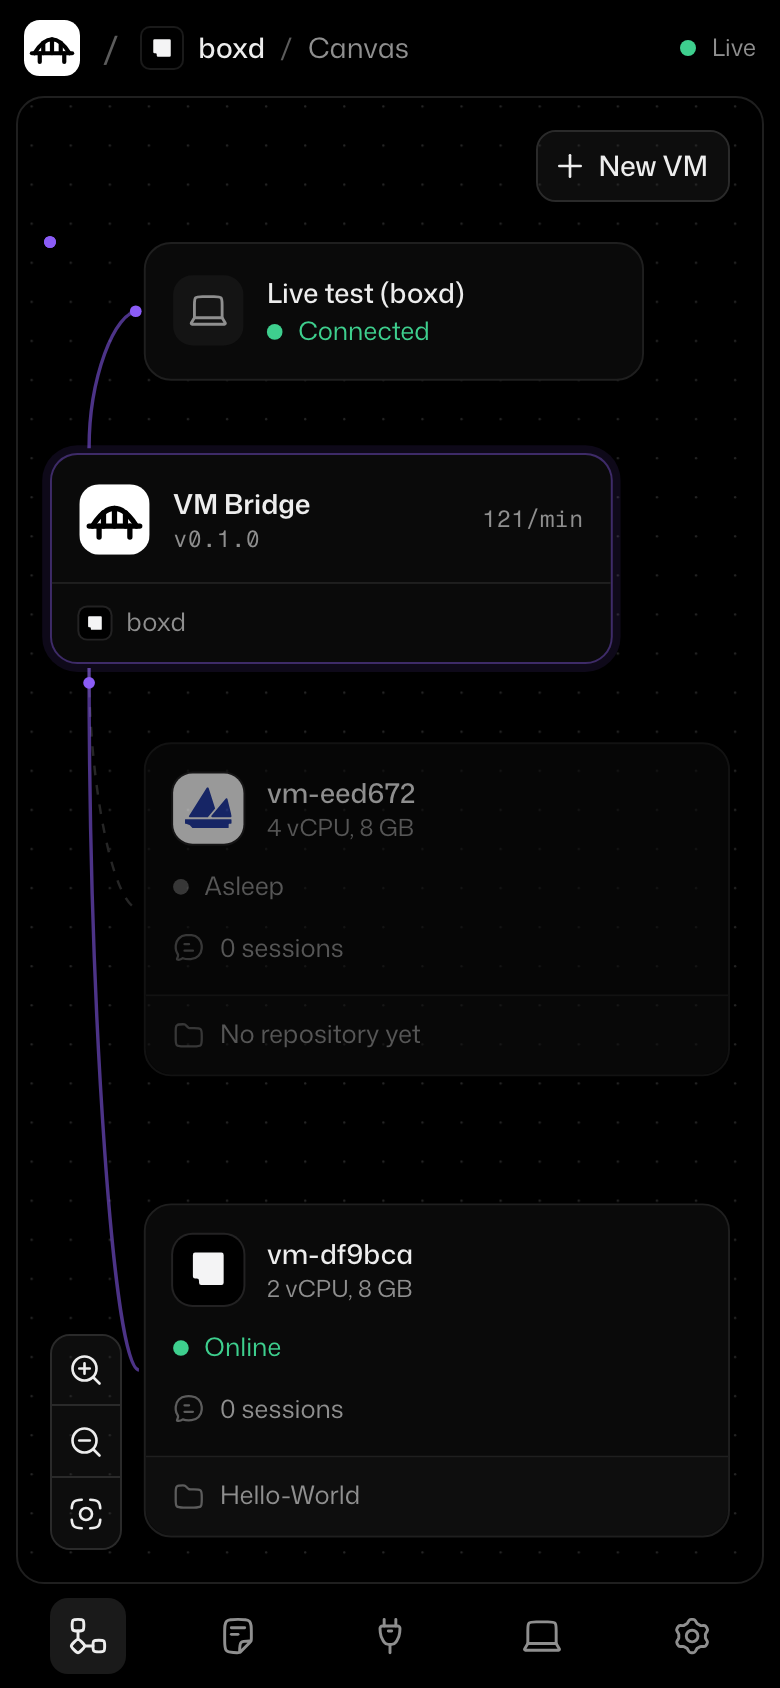 / boxd / Canvas
Live
New VM
Live test (boxd)
Connected
VM Bridge
v0.1.0
121/min
boxd
vm-eed672
4 vCPU, 8 GB
Asleep
0 sessions
No repository yet
vm-df9bca
2 vCPU, 8 GB
Online
0 sessions
Hello-World